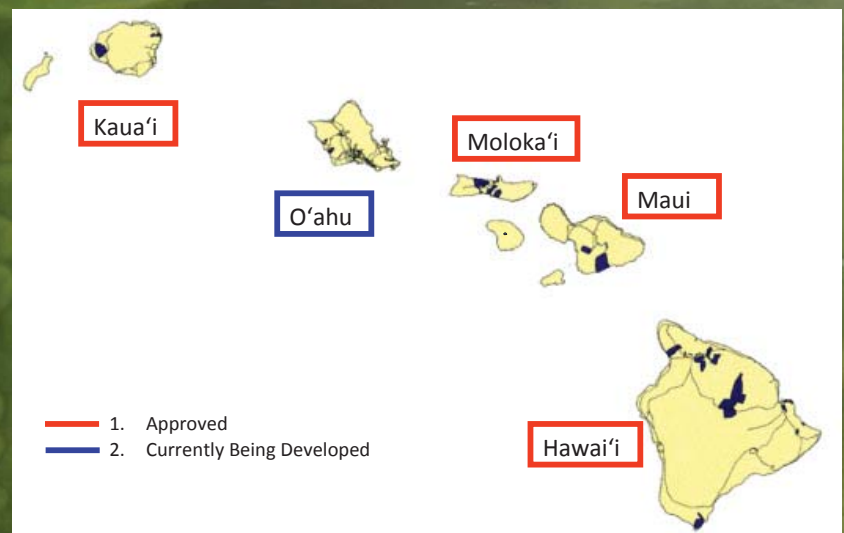 Kaua‘i
O‘ahu
Moloka‘i
Maui
Hawai‘i
1. Approved
2. Currently Being Developed